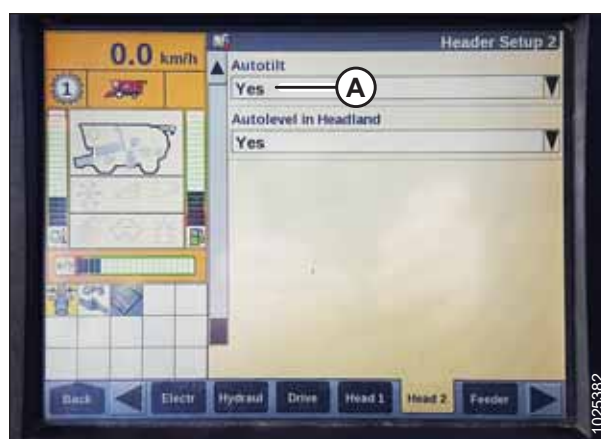 0.0 km/h
Header Setup 2
1
Autotilt
Yes
A
Autolevel in Headland
Yes
Back
Electr
Hydraul
Drive
Head 1
Head 2
Feeder
1025382